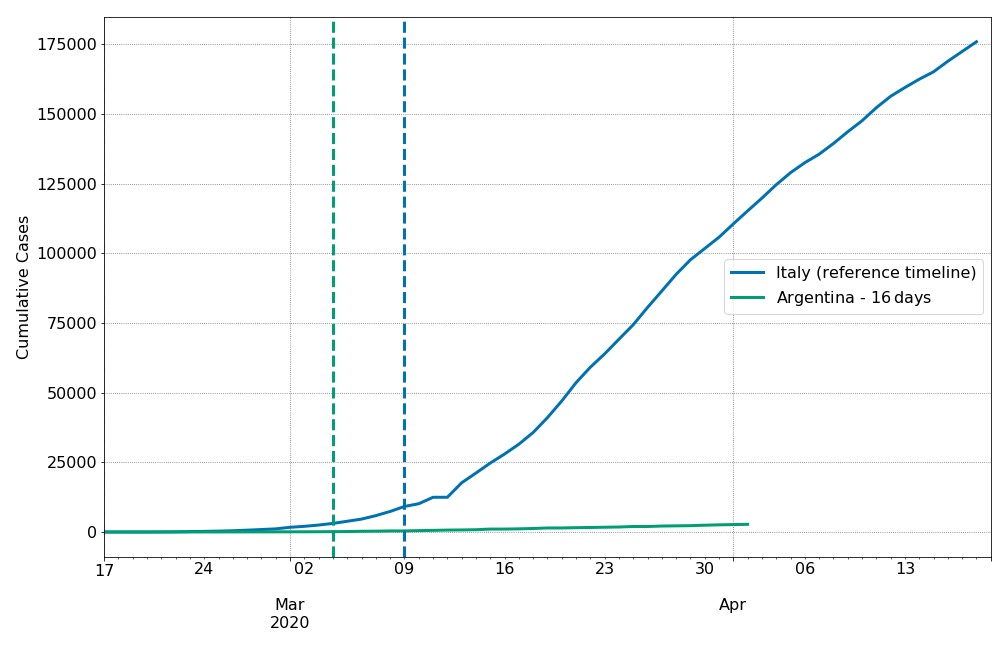 175000
150000
125000
100000
75000
50000
25000
0
Cumulative Cases
Italy (reference timeline)
Argentina - 16 days
17 24 02 09 16 23 30 06 13
Mar Apr
2020